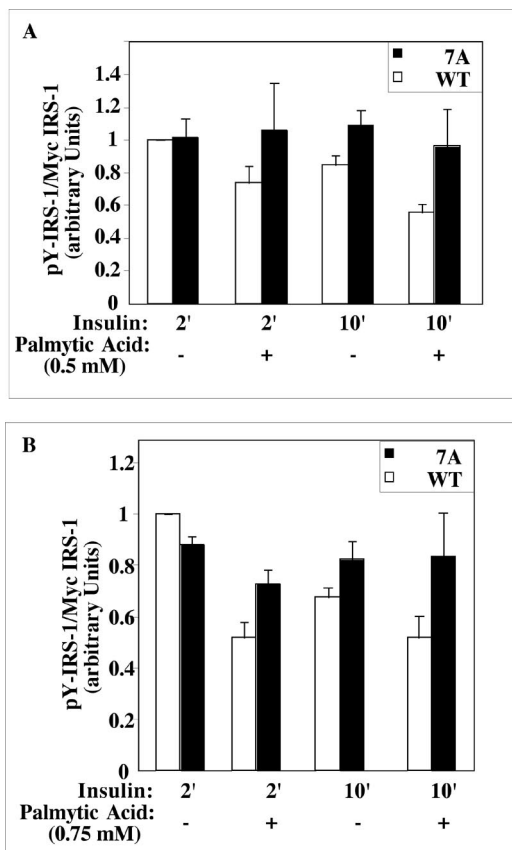 A
7A
WT
1.4
1.2
1
0.8
0.6
0.4
0.2
0
pY-IRS-1/Myc IRS-1
(arbitrary Units)
Insulin: 2' 2' 10' 10'
Palmytic Acid: - + - +
(0.5 mM)
B
7A
WT
1.2
1
0.8
0.6
0.4
0.2
0
pY-IRS-1/Myc IRS-1
(arbitrary Units)
Insulin: 2' 2' 10' 10'
Palmytic Acid: - + - +
(0.75 mM)